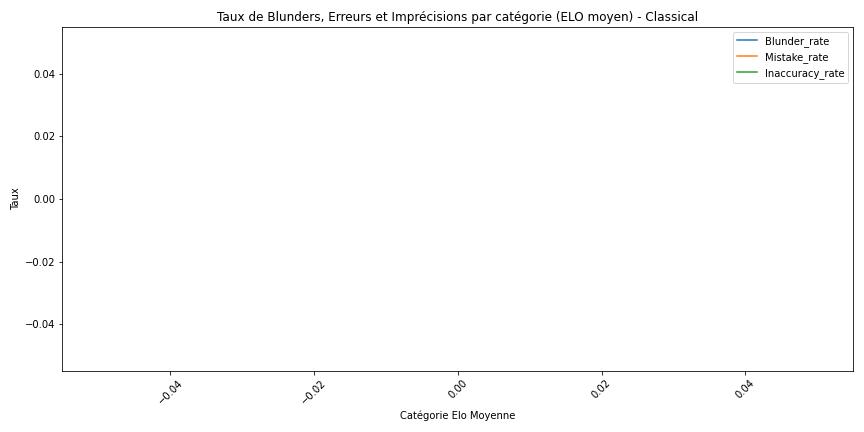 Taux de Blunders, Erreurs et Imprécisions par catégorie (ELO moyen) - Classical
Blunder_rate
Mistake_rate
Inaccuracy_rate
0.04
0.02
0.00
−0.02
−0.04
Taux
−0.04
−0.02
0.00
0.02
0.04
Catégorie Elo Moyenne